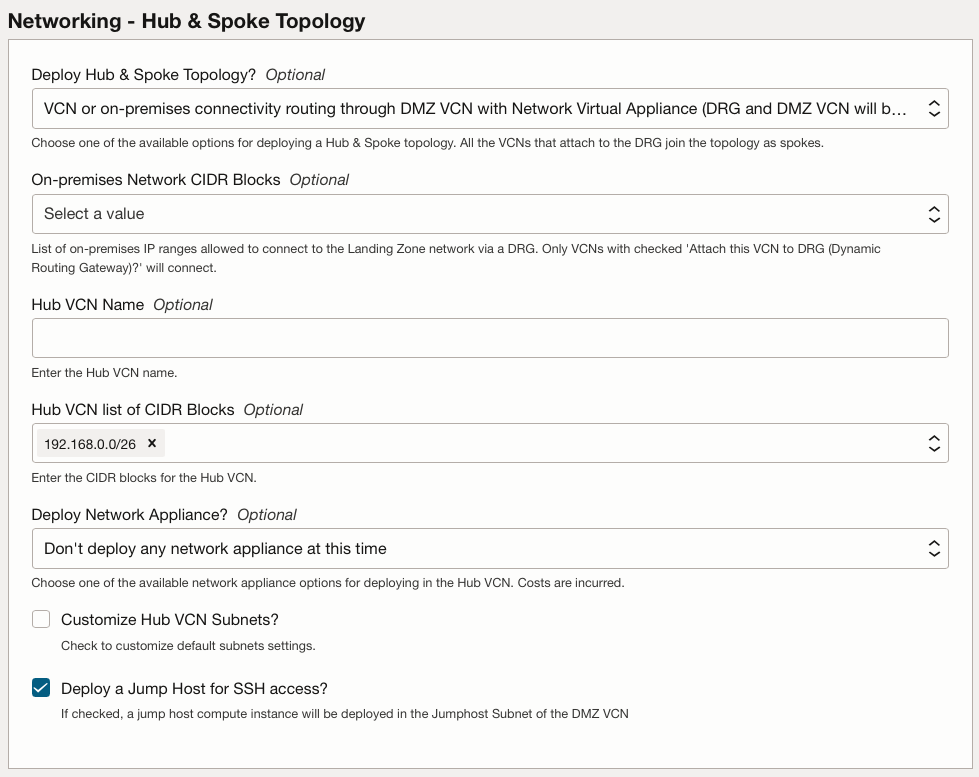 Networking - Hub & Spoke Topology
Deploy Hub & Spoke Topology? Optional
VCN or on-premises connectivity routing through DMZ VCN with Network Virtual Appliance (DRG and DMZ VCN will b...
Choose one of the available options for deploying a Hub & Spoke topology. All the VCNs that attach to the DRG join the topology as spokes.
On-premises Network CIDR Blocks Optional
Select a value
List of on-premises IP ranges allowed to connect to the Landing Zone network via a DRG. Only VCNs with checked 'Attach this VCN to DRG (Dynamic
Routing Gateway)?' will connect.
Hub VCN Name Optional
Enter the Hub VCN name.
Hub VCN list of CIDR Blocks Optional
192.168.0.0/26 ×
Enter the CIDR blocks for the Hub VCN.
Deploy Network Appliance? Optional
Don't deploy any network appliance at this time
Choose one of the available network appliance options for deploying in the Hub VCN. Costs are incurred.
Customize Hub VCN Subnets?
Check to customize default subnets settings.
Deploy a Jump Host for SSH access?
If checked, a jump host compute instance will be deployed in the Jumphost Subnet of the DMZ VCN